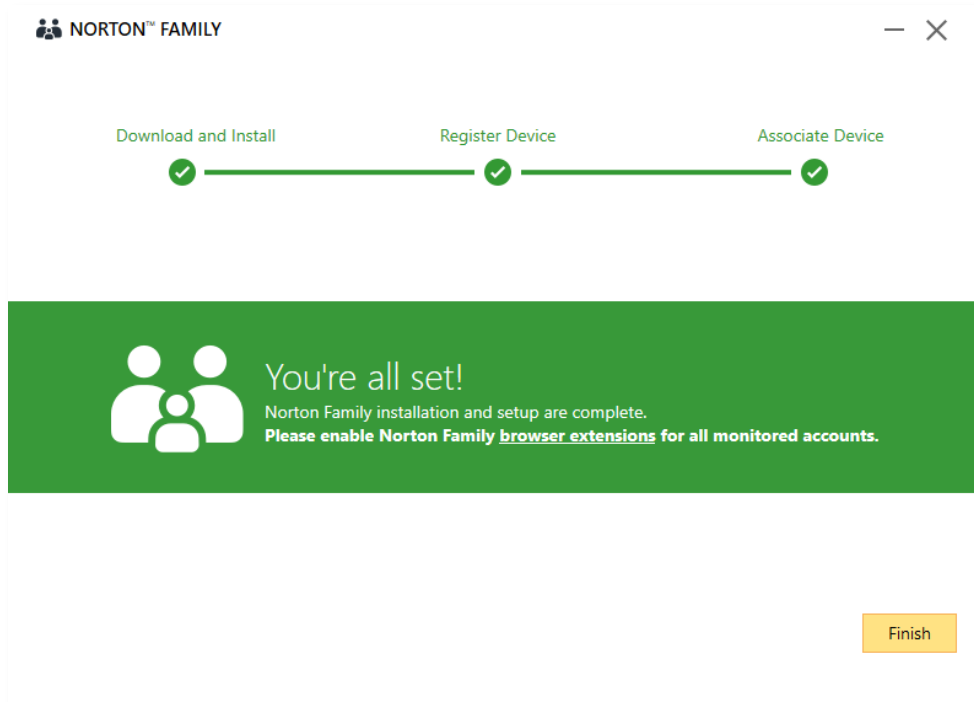 NORTON™ FAMILY
Download and Install
Register Device
Associate Device
You're all set!
Norton Family installation and setup are complete.
Please enable Norton Family browser extensions for all monitored accounts.
Finish